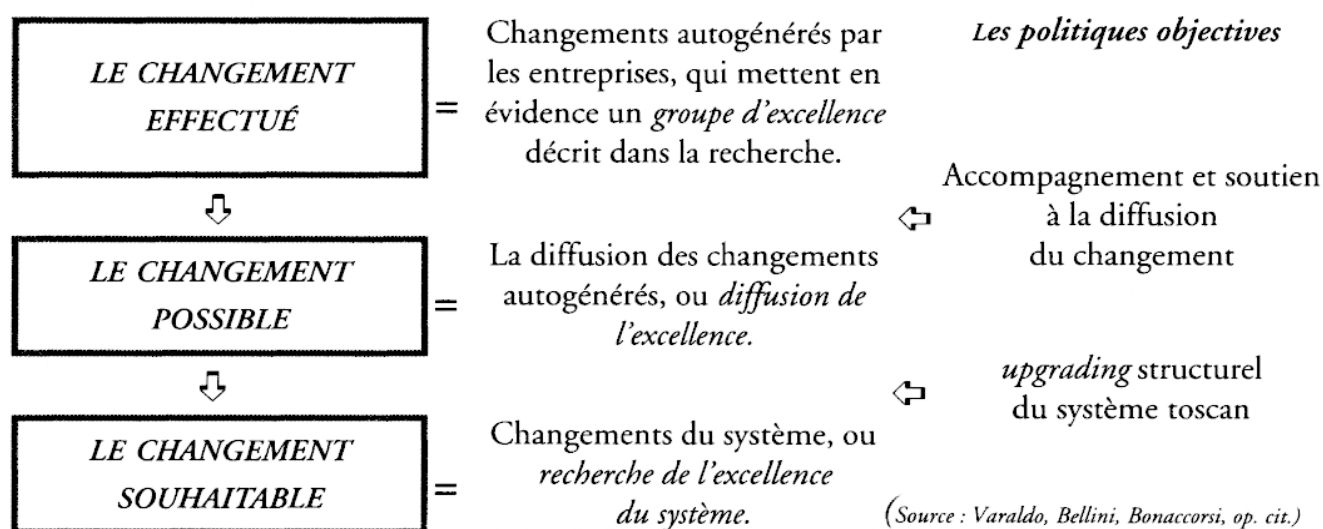 LE CHANGEMENT
EFFECTUÉ
=
Changements autogénérés par
les entreprises, qui mettent en
évidence un groupe d'excellence
décrit dans la recherche.
Les politiques objectives
Accompagnement et soutien
à la diffusion
du changement
LE CHANGEMENT
POSSIBLE
=
La diffusion des changements
autogénérés, ou diffusion de
l'excellence.
upgrading structurel
du système toscan
LE CHANGEMENT
SOUHAITABLE
=
Changements du système, ou
recherche de l'excellence
du système.
(Source : Varaldo, Bellini, Bonaccorsi, op. cit.)